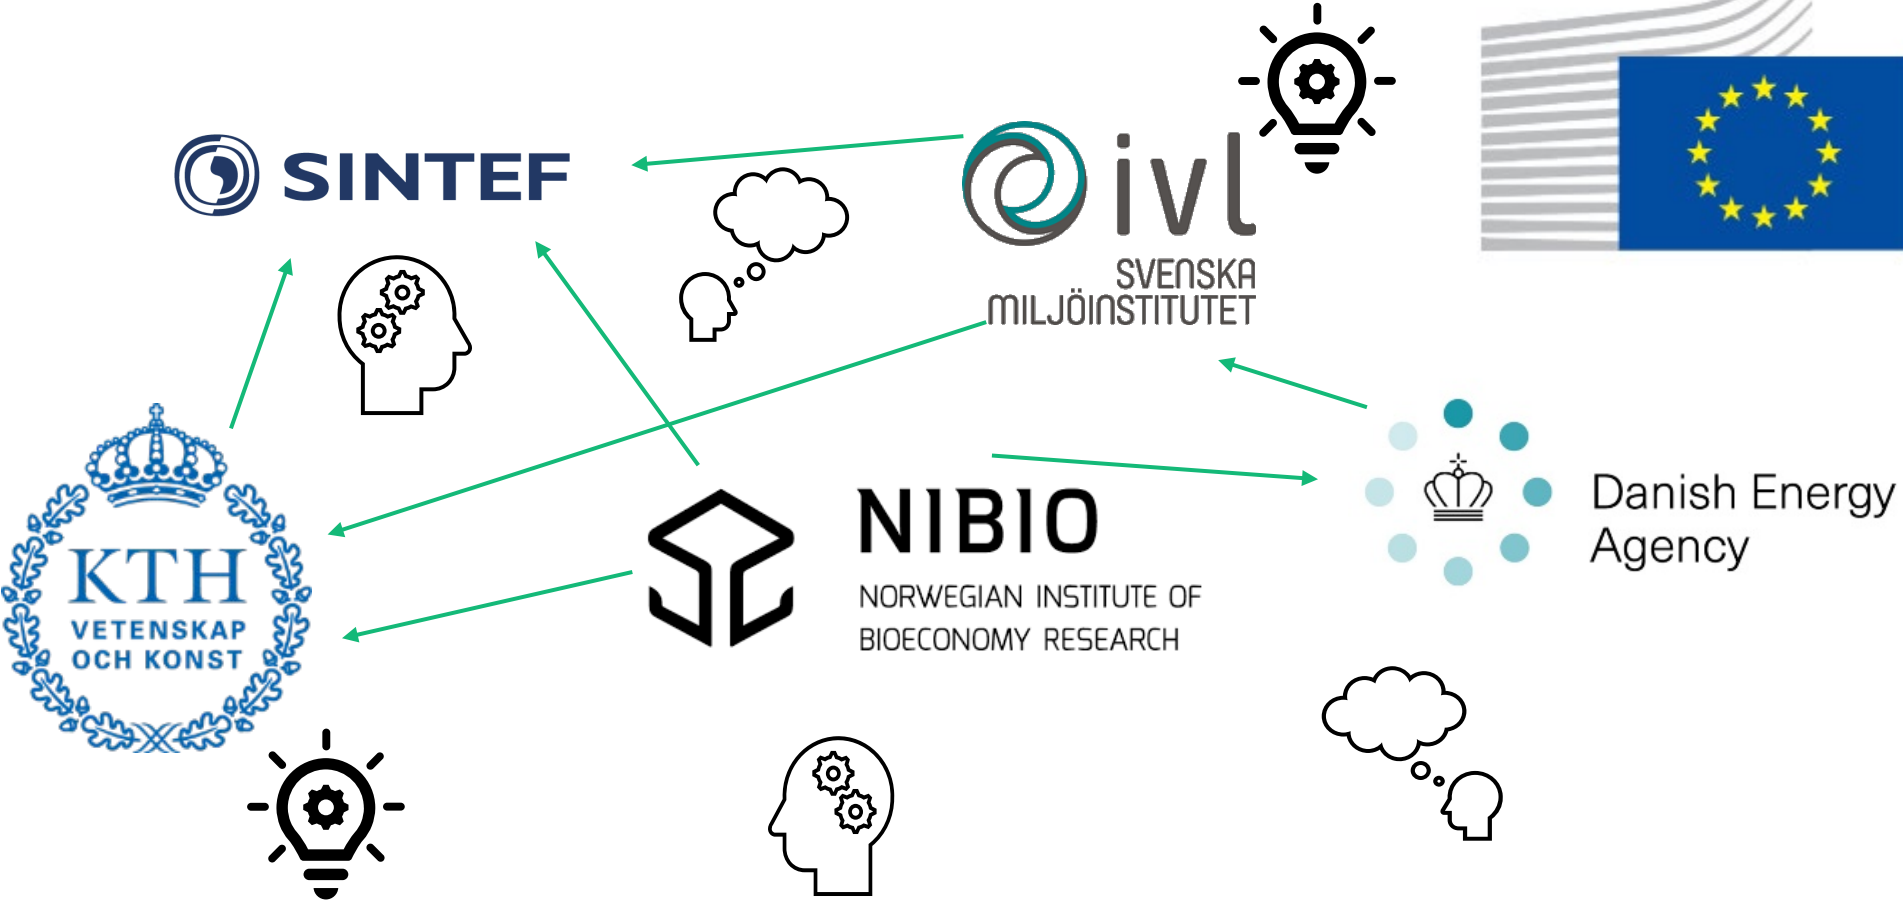 SINTEF
ivl
SVENSKA
MILJÖINSTITUTET
KTH
VETENSKAP
OCH KONST
NIBIO
NORWEGIAN INSTITUTE OF
BIOECONOMY RESEARCH
Danish Energy
Agency